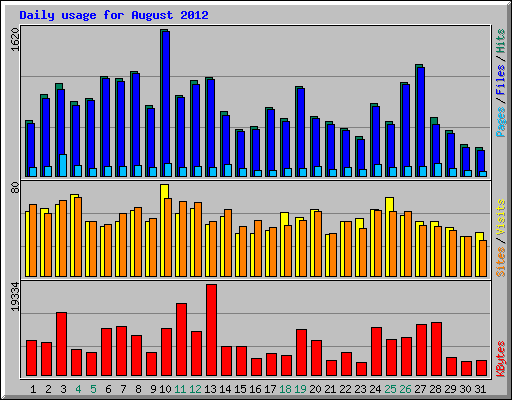 Daily usage for August 2012
1620
Pages / Files / Hits
80
Sites / Visits
19334
KBytes
1 2 3 4 5 6 7 8 9 10 11 12 13 14 15 16 17 18 19 20 21 22 23 24 25 26 27 28 29 30 31